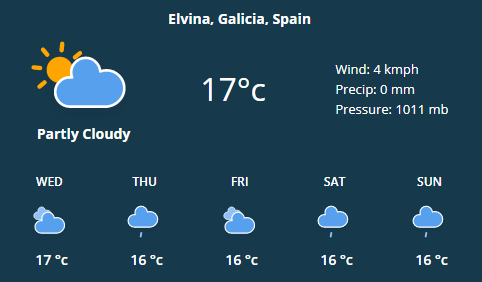 Elvina, Galicia, Spain
17°c
Wind: 4 kmph
Precip: 0 mm
Pressure: 1011 mb
Partly Cloudy
WED THU FRI SAT SUN
17 °c 16 °c 16 °c 16 °c 16 °c